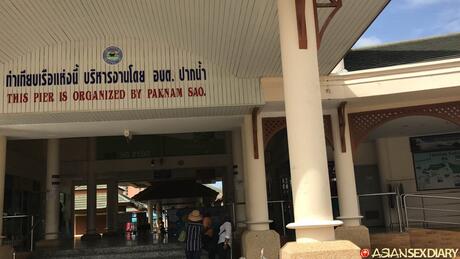 ท่าเทียบเรือแห่งนี้ บริหารงานโดย อบต. ปากน้ำ
THIS PIER IS ORGANIZED BY PAKNAM SAO.
ASIANSEXDIARY